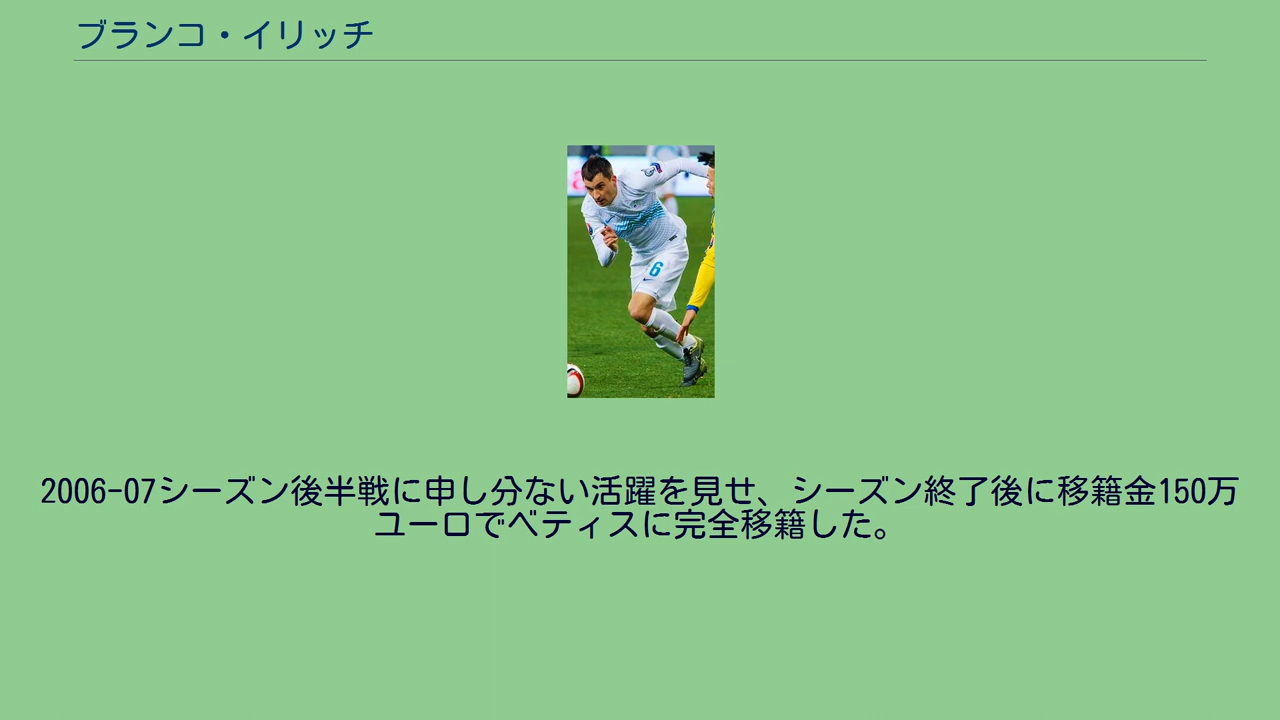 ブランコ・イリッチ
6
2006-07シーズン後半戦に申し分ない活躍を見せ、シーズン終了後に移籍金150万
ユーロでベティスに完全移籍した。